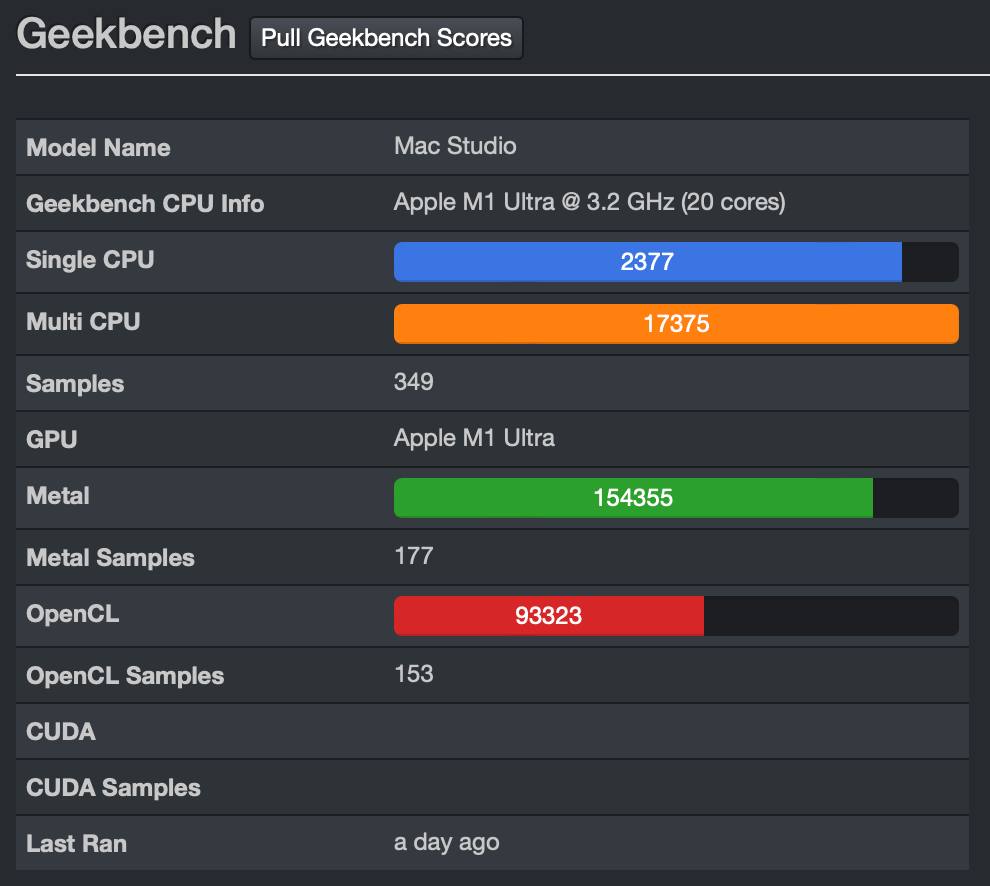 Geekbench Pull Geekbench Scores
Model Name Mac Studio
Geekbench CPU Info Apple M1 Ultra @ 3.2 GHz (20 cores)
Single CPU 2377
Multi CPU 17375
Samples 349
GPU Apple M1 Ultra
Metal 154355
Metal Samples 177
OpenCL 93323
OpenCL Samples 153
CUDA
CUDA Samples
Last Ran a day ago